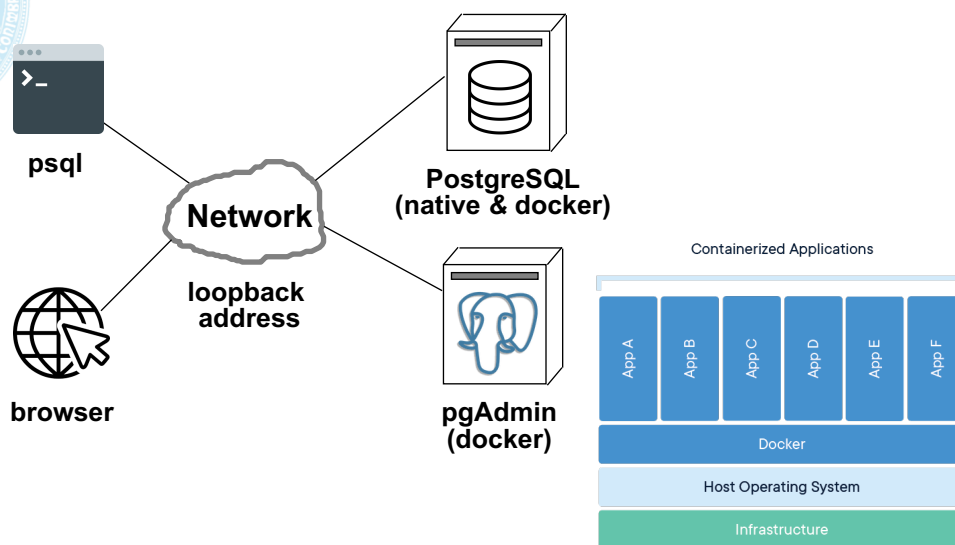 >_
psql
Network
loopback
address
browser
PostgreSQL
(native & docker)
pgAdmin
(docker)
Containerized Applications
App A
App B
App C
App D
App E
App F
Docker
Host Operating System
Infrastructure